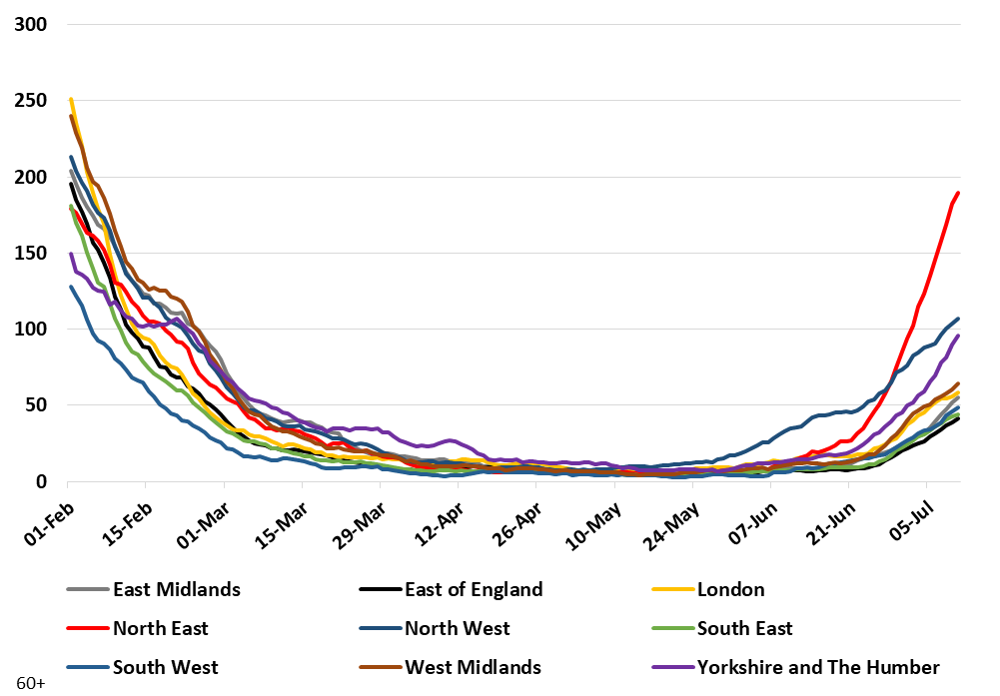 300
250
200
150
100
50
0
01-Feb 15-Feb 01-Mar 15-Mar 29-Mar 12-Apr 26-Apr 10-May 24-May 07-Jun 21-Jun 05-Jul
East Midlands East of England London
North East North West South East
South West West Midlands Yorkshire and The Humber
60+